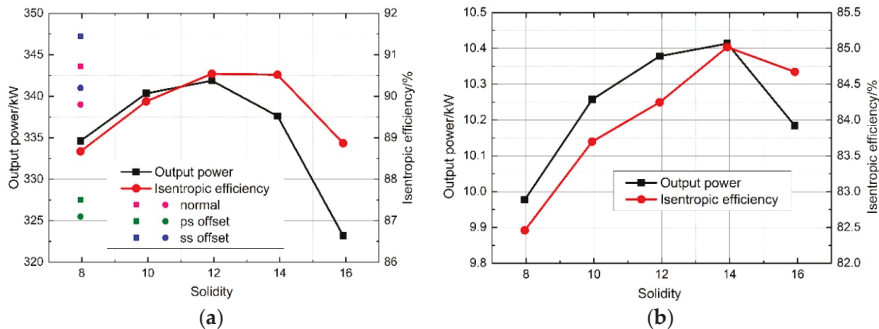 350
345
340
335
330
325
320
Output power/kW
92
91
90
89
88
87
86
Isentropic efficiency/%
Output power
Isentropic efficiency
normal
ps offset
ss offset
8 10 12 14 16
Solidity
(a)
10.5
10.4
10.3
10.2
10.1
10.0
9.9
9.8
Output power/kW
85.5
85.0
84.5
84.0
83.5
83.0
82.5
82.0
Isentropic efficiency/%
Output power
Isentropic efficiency
8 10 12 14 16
Solidity
(b)